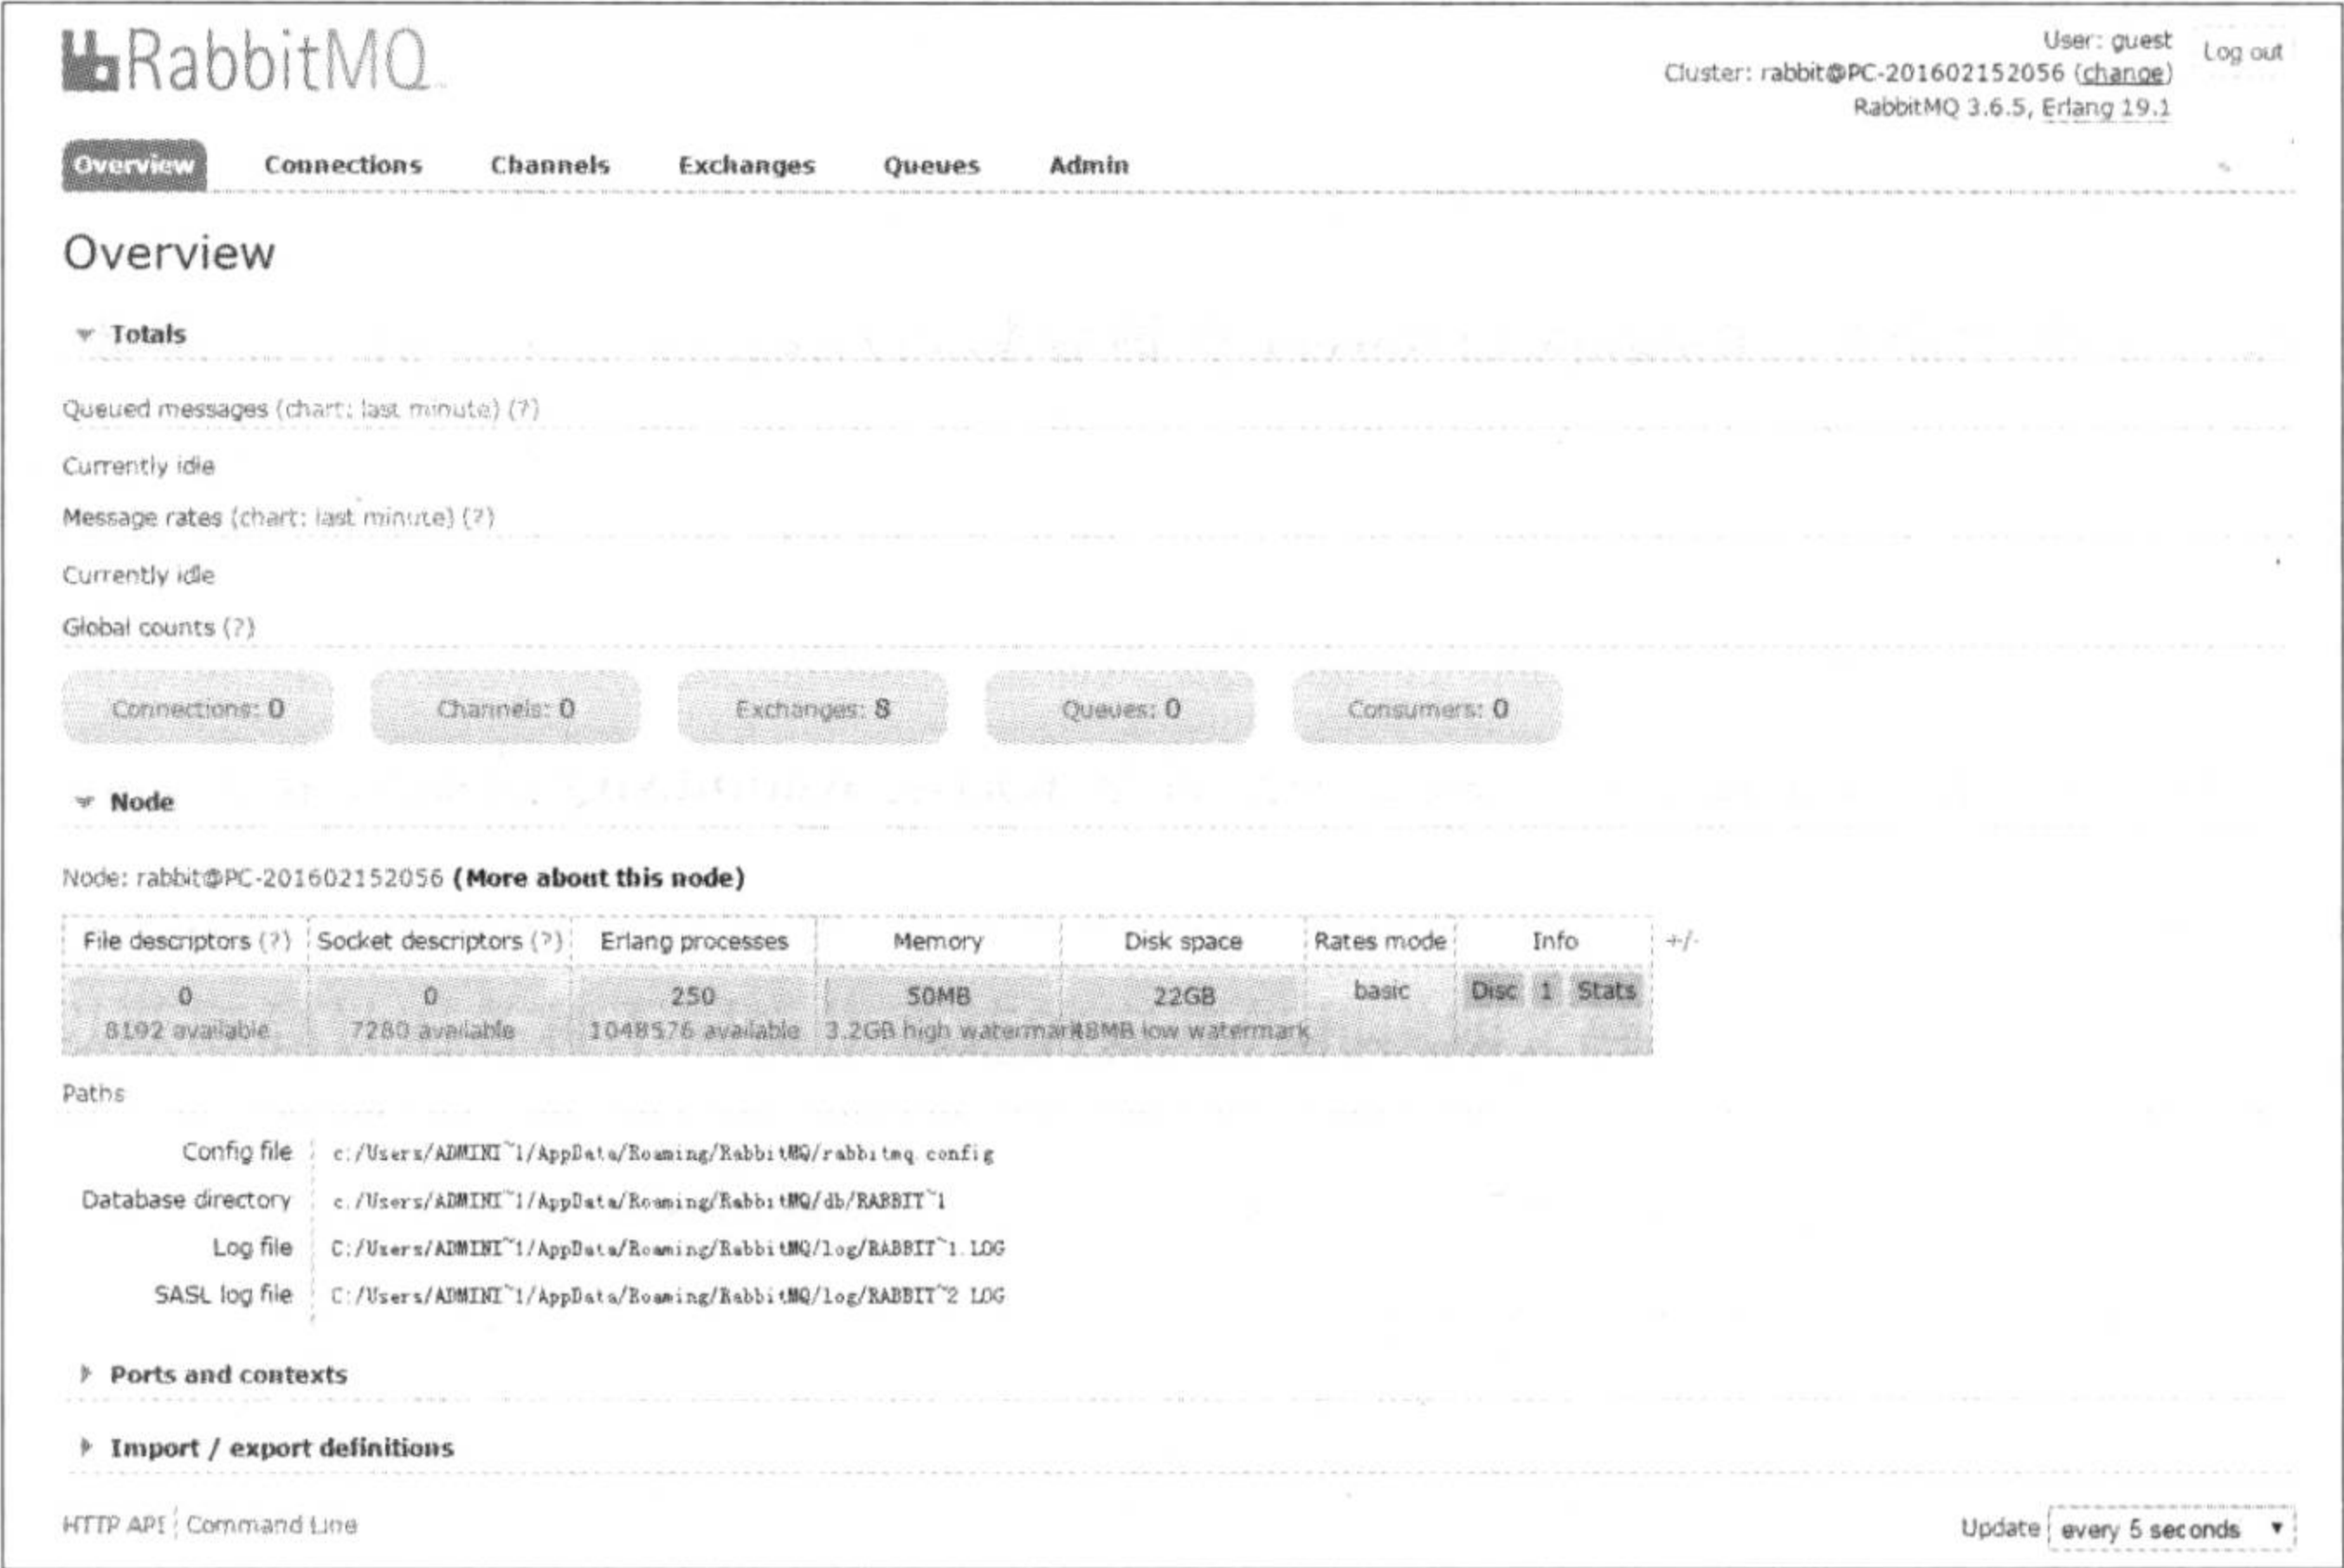 RabbitMQ
User: guest
Log out
Cluster: rabbit@PC-201602152056 (change)
RabbitMQ 3.6.5, Erlang 19.1
Overview Connections Channels Exchanges Queues Admin
Overview
Totals
Queued messages (chart: last minute) (?)
Currently idle
Message rates (chart: last minute) (?)
Currently idle
Global counts (?)
Connections: 0 Channels: 0 Exchanges: 8 Queues: 0 Consumers: 0
Node
Node: rabbit@PC-201602152056 (More about this node)
File descriptors (?) Socket descriptors (?) Erlang processes Memory Disk space Rates mode Info +/-
0 0 250 50MB 22GB basic Disc 1 Stats
8192 available 7280 available 1048576 available 3.2GB high watermark 48MB low watermark
Paths
Config file c:/Users/ADMINI~1/AppData/Roaming/RabbitMQ/rabbitmq.config
Database directory c:/Users/ADMINI~1/AppData/Roaming/RabbitMQ/db/RABBIT~1
Log file C:/Users/ADMINI~1/AppData/Roaming/RabbitMQ/log/RABBIT~1.LOG
SASL log file C:/Users/ADMINI~1/AppData/Roaming/RabbitMQ/log/RABBIT~2.LOG
Ports and contexts
Import / export definitions
HTTP API Command Line
Update every 5 seconds